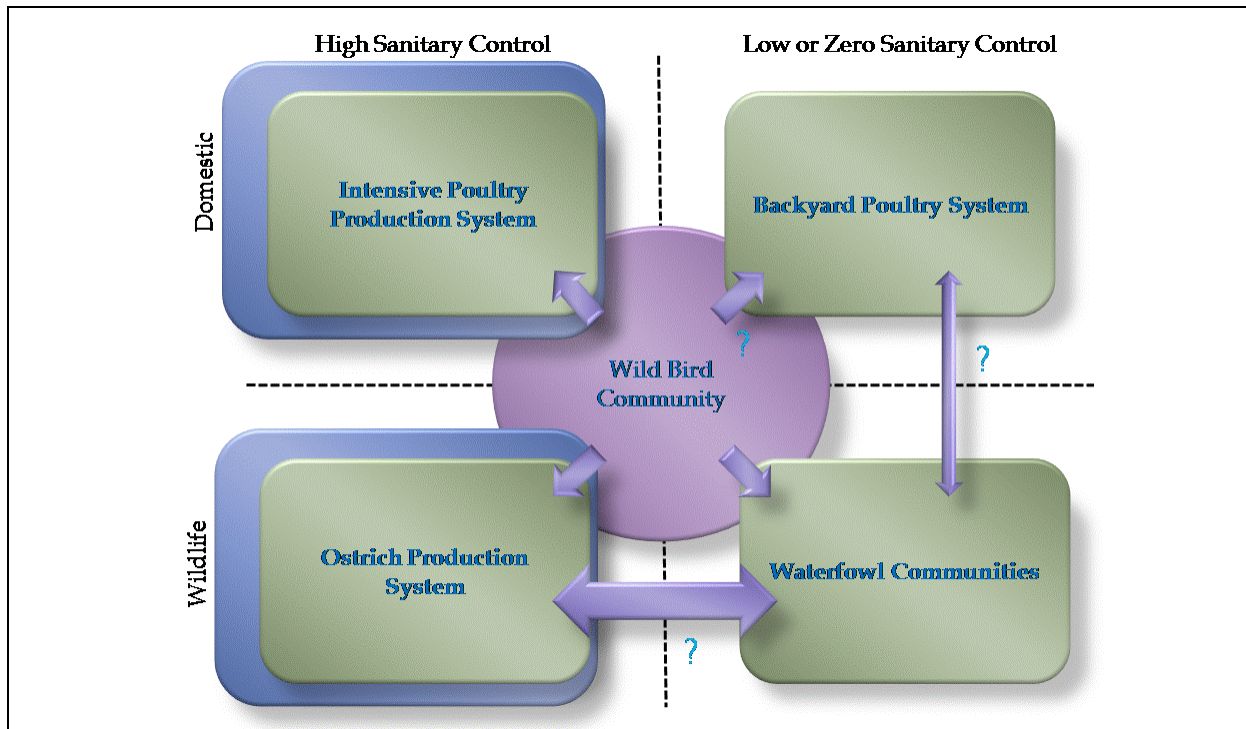 High Sanitary Control
Low or Zero Sanitary Control
Domestic
Intensive Poultry
Production System
Backyard Poultry System
?
Wild Bird
Community
?
Wildlife
Ostrich Production
System
Waterfowl Communities
?